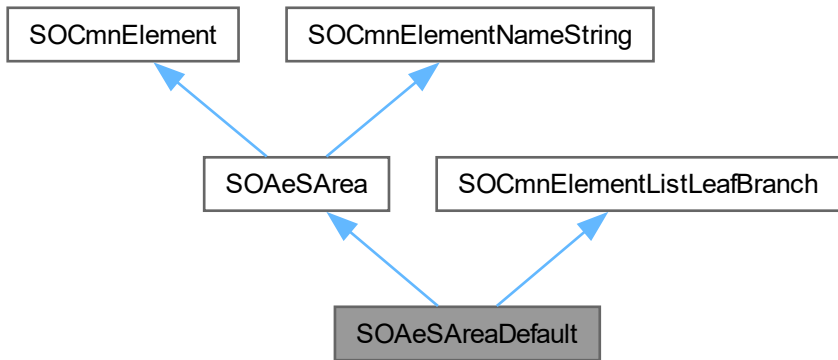 SOCmnElement
SOCmnElementNameString
SOAeSArea
SOCmnElementListLeafBranch
SOAeSAreaDefault